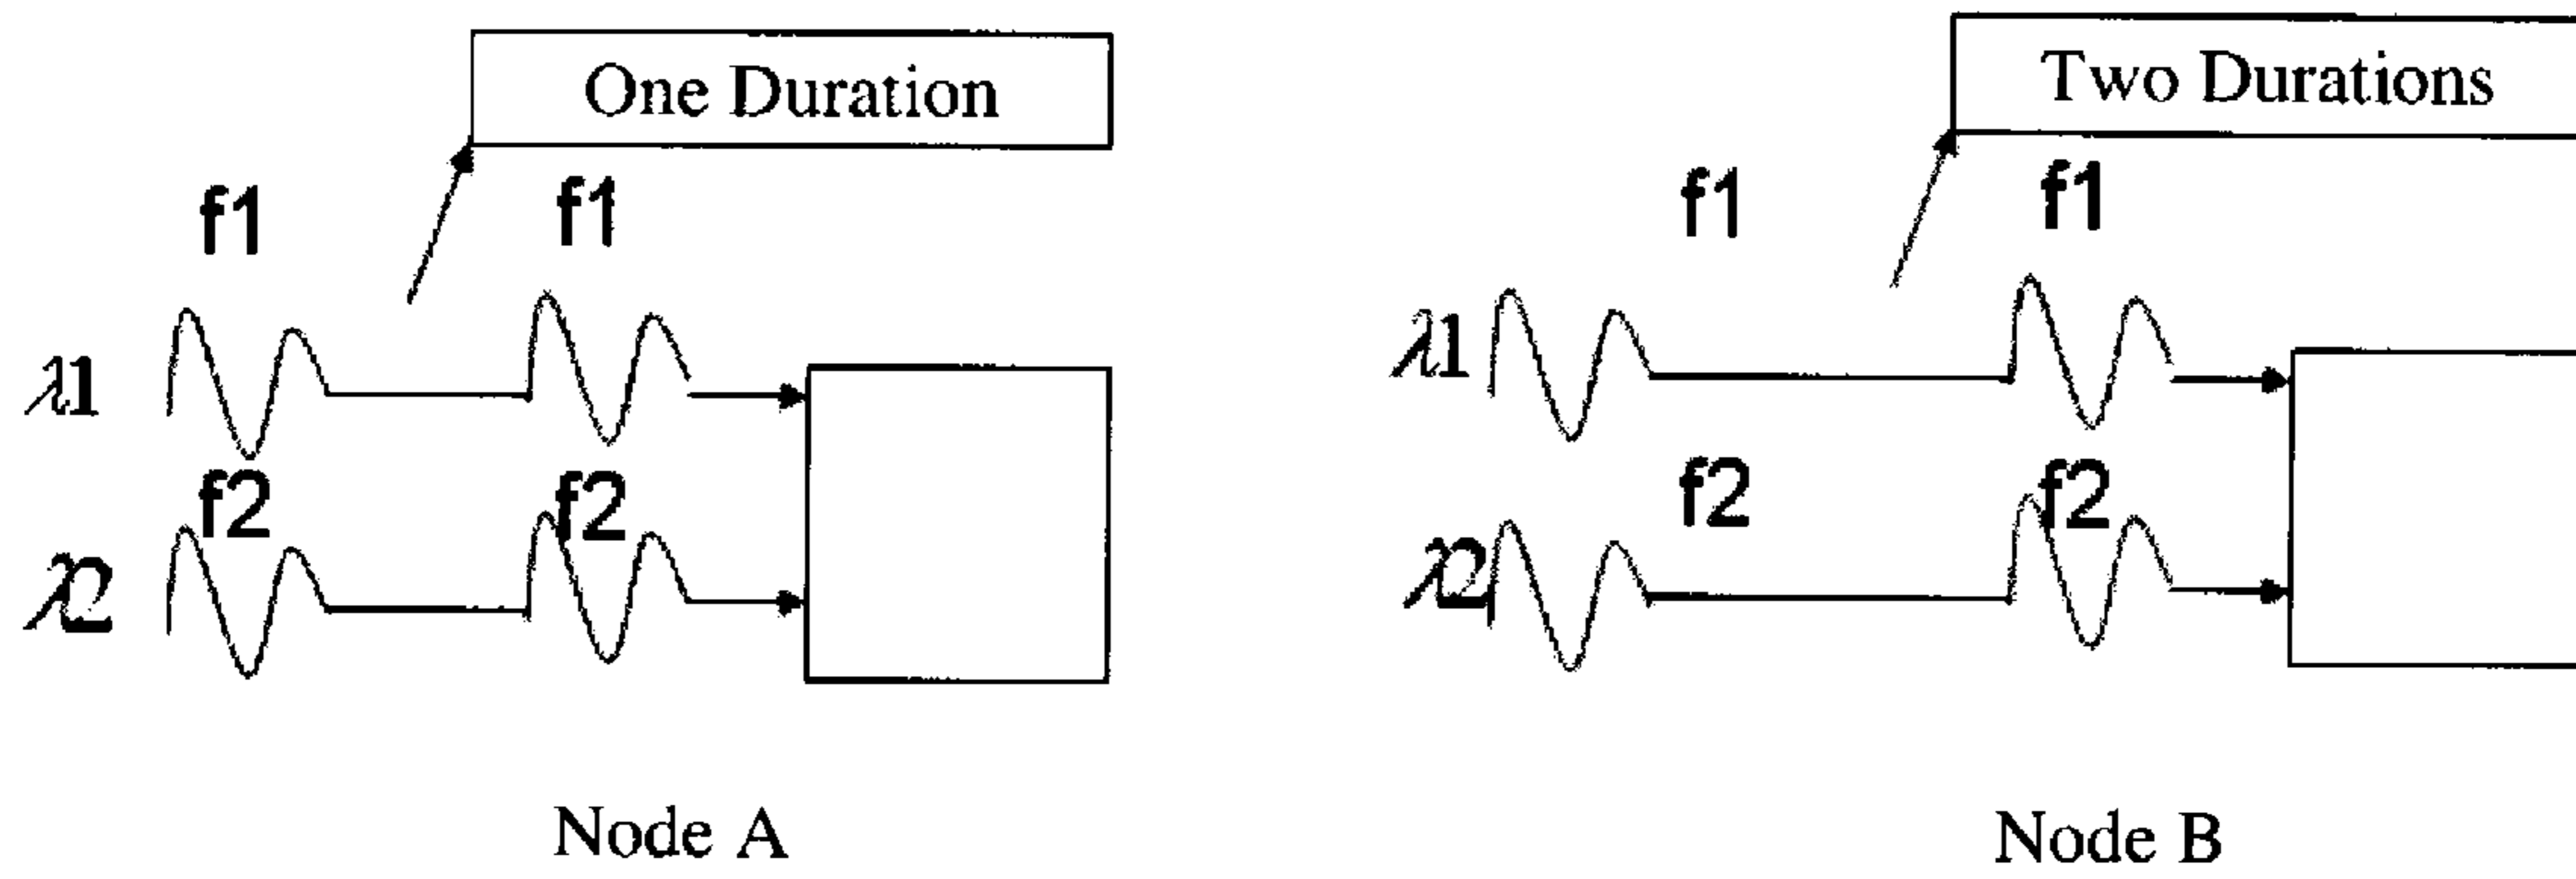 One Duration
f1 f1
λ1
f2 f2
λ2
Node A
Two Durations
f1 f1
λ1
f2 f2
λ2
Node B